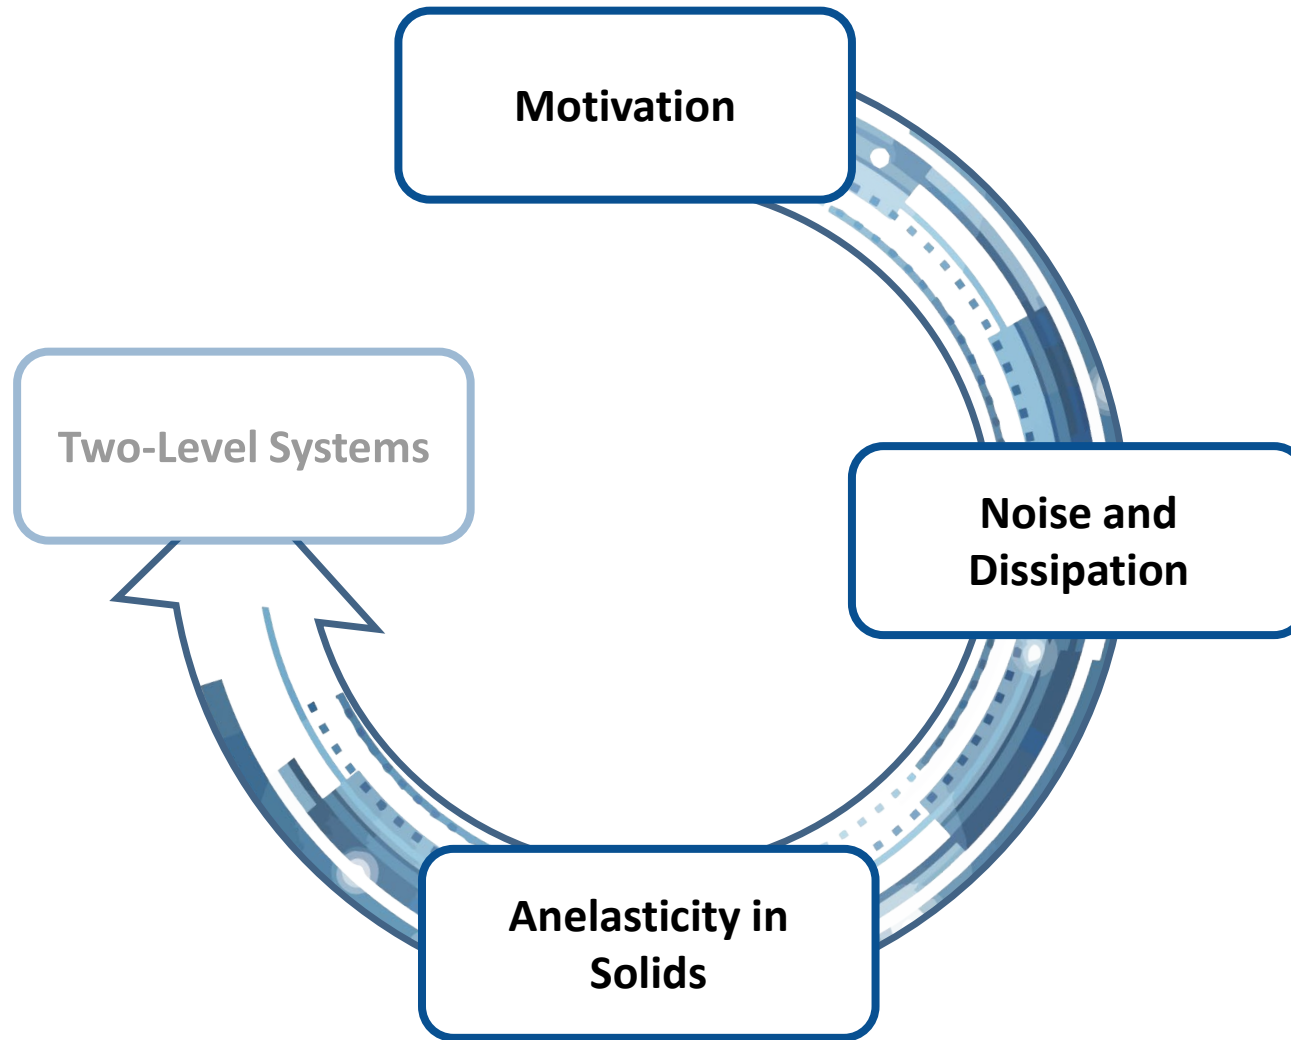 Motivation
Two-Level Systems
Noise and
Dissipation
Anelasticity in
Solids